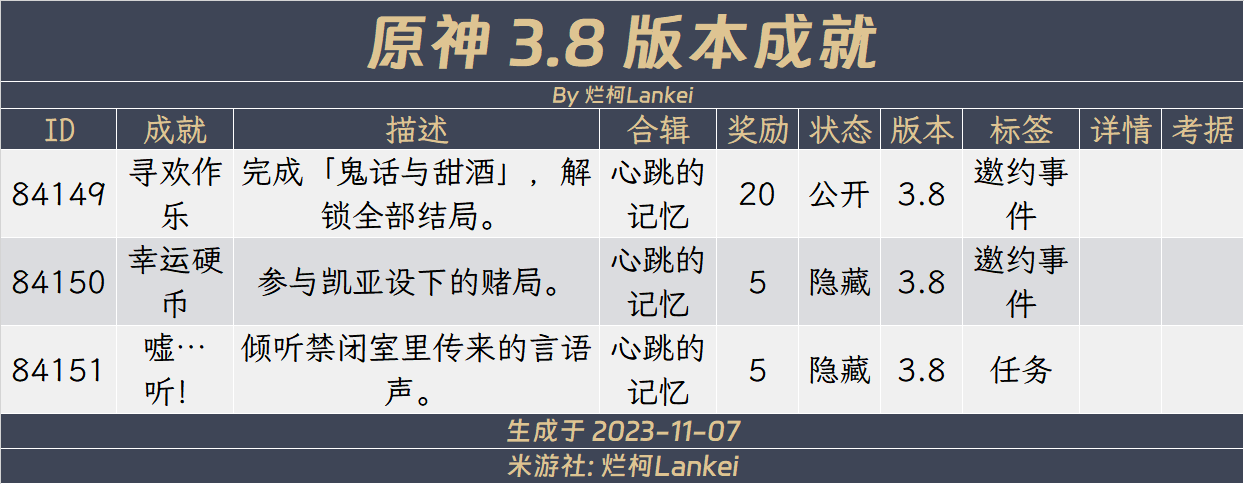 原神 3.8 版本成就
By 烂柯Lankei
ID 成就 描述 合辑 奖励 状态 版本 标签 详情 考据
84149 寻欢作乐 完成「鬼话与甜酒」，解锁全部结局。 心跳的记忆 20 公开 3.8 邀约事件
84150 幸运硬币 参与凯亚设下的赌局。 心跳的记忆 5 隐藏 3.8 邀约事件
84151 嘘…听! 倾听禁闭室里传来的言语声。 心跳的记忆 5 隐藏 3.8 任务
生成于 2023-11-07
米游社: 烂柯Lankei